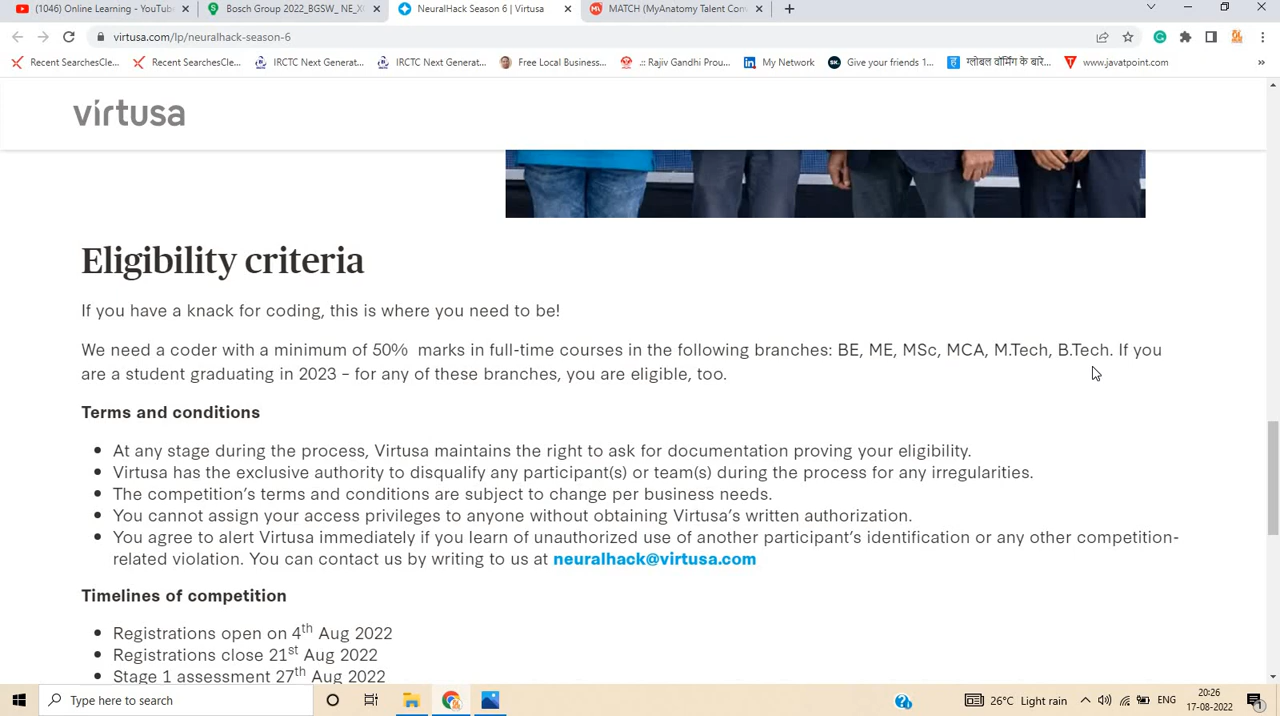 (1046) Online Learning - YouTube
Bosch Group 2022_BGSW_ NE_X
NeuralHack Season 6 | Virtusa
MATCH (MyAnatomy Talent Com
virtusa.com/lp/neuralhack-season-6
Recent SearchesCle...
Recent SearchesCle...
IRCTC Next Generat...
IRCTC Next Generat...
Free Local Business...
.:: Rajiv Gandhi Prou...
My Network
Give your friends 1...
ग्लोबल वॉर्मिंग के बारे...
www.javatpoint.com
virtusa
Eligibility criteria
If you have a knack for coding, this is where you need to be!
We need a coder with a minimum of 50% marks in full-time courses in the following branches: BE, ME, MSc, MCA, M.Tech, B.Tech. If you
are a student graduating in 2023 – for any of these branches, you are eligible, too.
Terms and conditions
• At any stage during the process, Virtusa maintains the right to ask for documentation proving your eligibility.
• Virtusa has the exclusive authority to disqualify any participant(s) or team(s) during the process for any irregularities.
• The competition's terms and conditions are subject to change per business needs.
• You cannot assign your access privileges to anyone without obtaining Virtusa's written authorization.
• You agree to alert Virtusa immediately if you learn of unauthorized use of another participant's identification or any other competition-
related violation. You can contact us by writing to us at neuralhack@virtusa.com
Timelines of competition
• Registrations open on 4th Aug 2022
• Registrations close 21st Aug 2022
• Stage 1 assessment 27th Aug 2022
Type here to search
26°C Light rain
ENG
20:26
17-08-2022